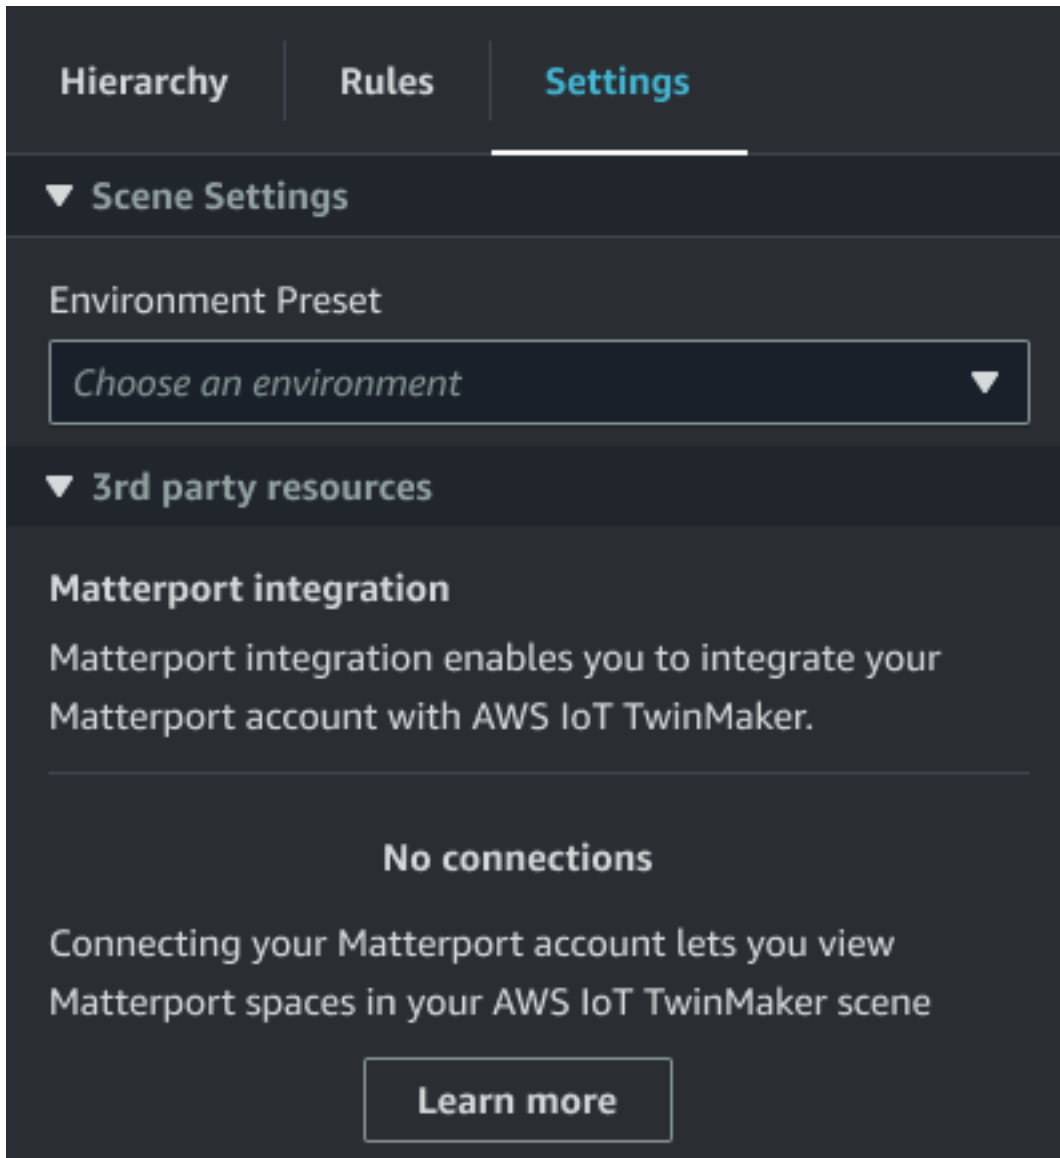 Hierarchy Rules Settings
Scene Settings
Environment Preset
Choose an environment
3rd party resources
Matterport integration
Matterport integration enables you to integrate your
Matterport account with AWS IoT TwinMaker.
No connections
Connecting your Matterport account lets you view
Matterport spaces in your AWS IoT TwinMaker scene
Learn more